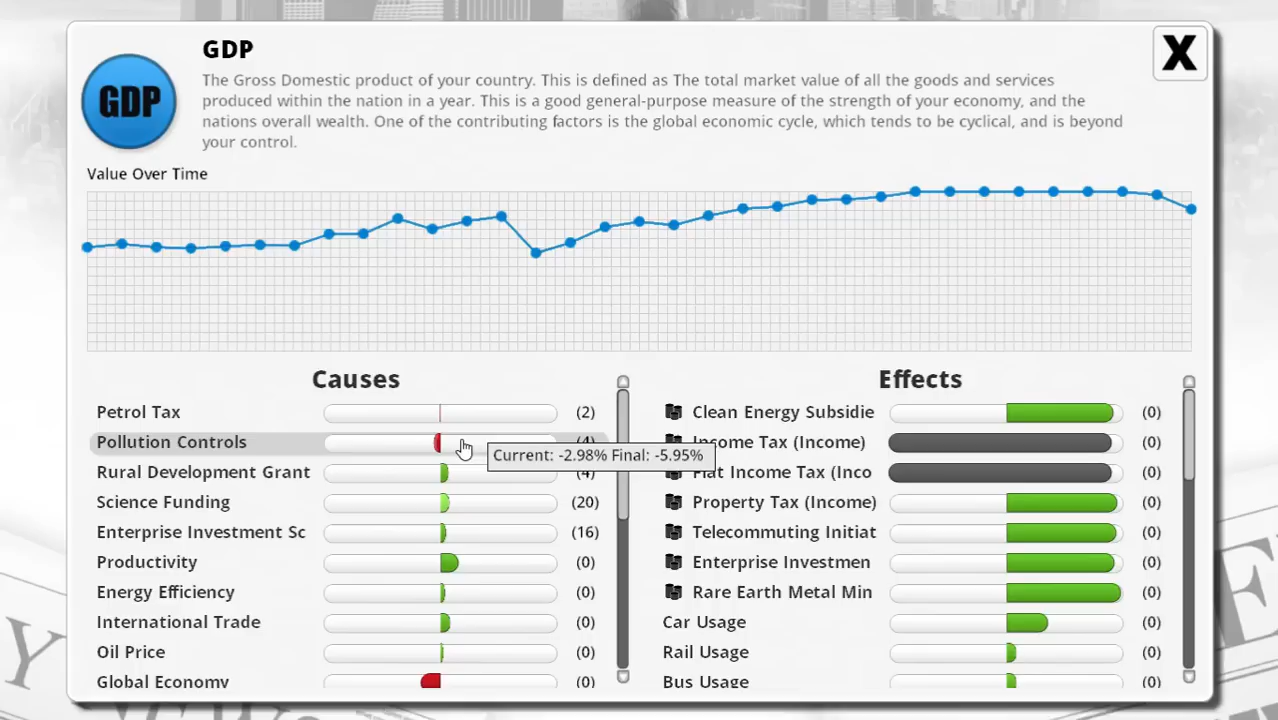 GDP
GDP
The Gross Domestic product of your country. This is defined as The total market value of all the goods and services
produced within the nation in a year. This is a good general-purpose measure of the strength of your economy, and the
nations overall wealth. One of the contributing factors is the global economic cycle, which tends to be cyclical, and is beyond
your control.
X
Value Over Time
Causes
Petrol Tax (2)
Pollution Controls (4)
Current: -2.98% Final: -5.95%
Rural Development Grant (4)
Science Funding (20)
Enterprise Investment Sc (16)
Productivity (0)
Energy Efficiency (0)
International Trade (0)
Oil Price (0)
Global Economy (0)
Effects
Clean Energy Subsidie (0)
Income Tax (Income) (0)
Flat Income Tax (Inco (0)
Property Tax (Income) (0)
Telecommuting Initiat (0)
Enterprise Investmen (0)
Rare Earth Metal Min (0)
Car Usage (0)
Rail Usage (0)
Bus Usage (0)